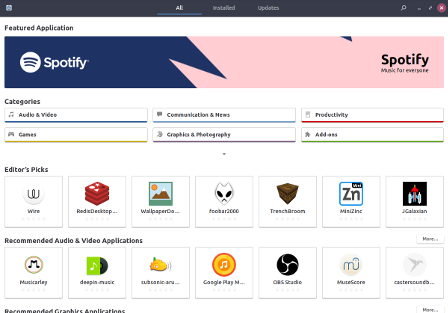 All Installed Updates
Featured Application
Spotify
Spotify
Music for everyone
Categories
Audio & Video Communication & News Productivity
Games Graphics & Photography Add-ons
Editor's Picks
Wire RedisDesktop... WallpaperDo... foobar2000 TrenchBroom MiniZinc JGalaxian
Recommended Audio & Video Applications More...
Musicarley deepin-music subsonic-aru... Google Play M... OBS Studio MuseScore castersoundb...
Recommended Graphics Applications More...